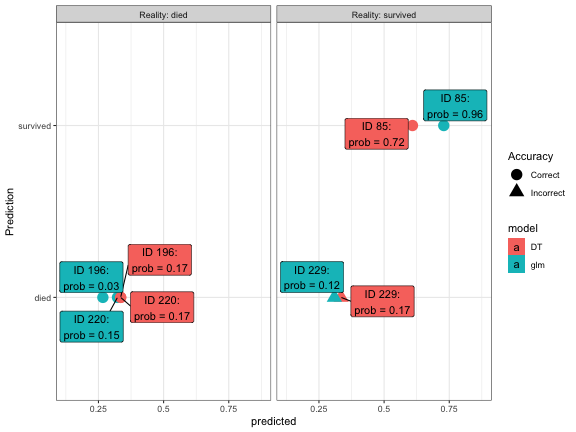 Reality: died
Reality: survived
survived
died
Prediction
ID 85:
prob = 0.96
ID 85:
prob = 0.72
ID 196:
prob = 0.17
ID 196:
prob = 0.03
ID 220:
prob = 0.17
ID 220:
prob = 0.15
ID 229:
prob = 0.12
ID 229:
prob = 0.17
0.25
0.5
0.75
0.25
0.5
0.75
predicted
Accuracy
Correct
Incorrect
model
a DT
a glm